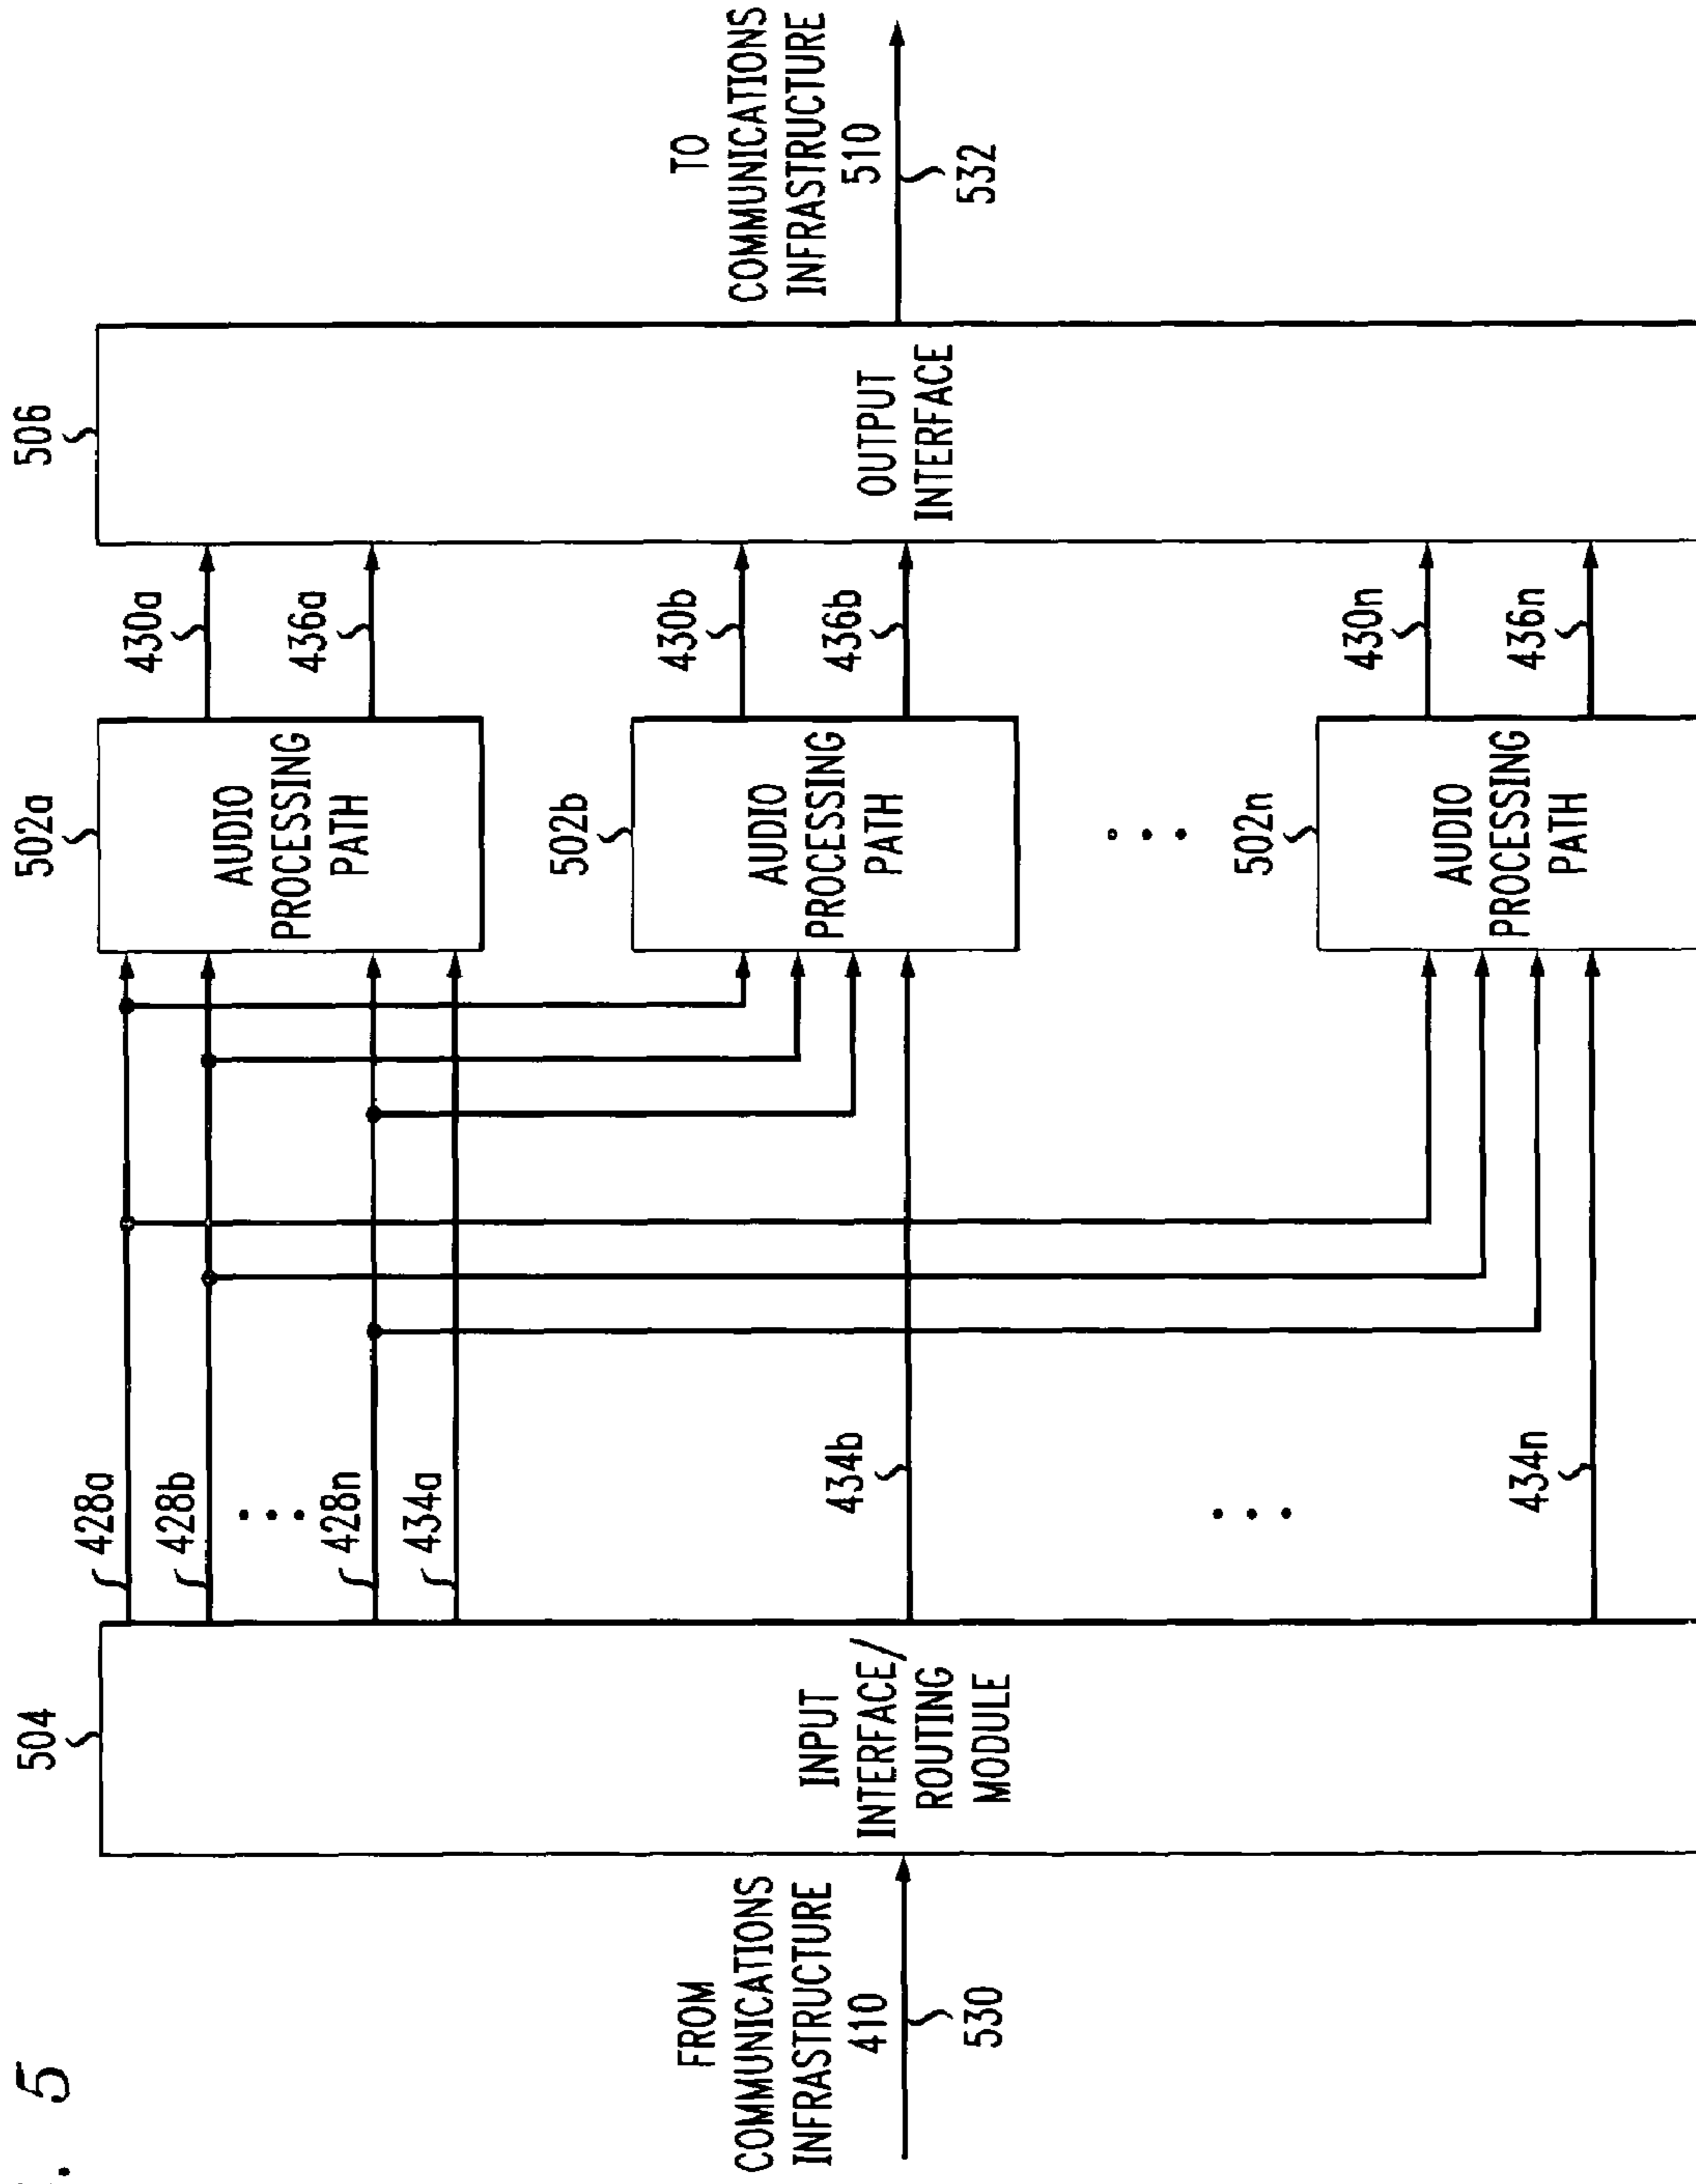 . 5
504
INPUT
INTERFACE/
ROUTING
MODULE
FROM
COMMUNICATIONS
INFRASTRUCTURE
410
530
428a
428b
428n
434a
434b
434n
502a
AUDIO
PROCESSING
PATH
502b
AUDIO
PROCESSING
PATH
502n
AUDIO
PROCESSING
PATH
430a
436a
430b
436b
430n
436n
506
OUTPUT
INTERFACE
TO
COMMUNICATIONS
INFRASTRUCTURE
510
532